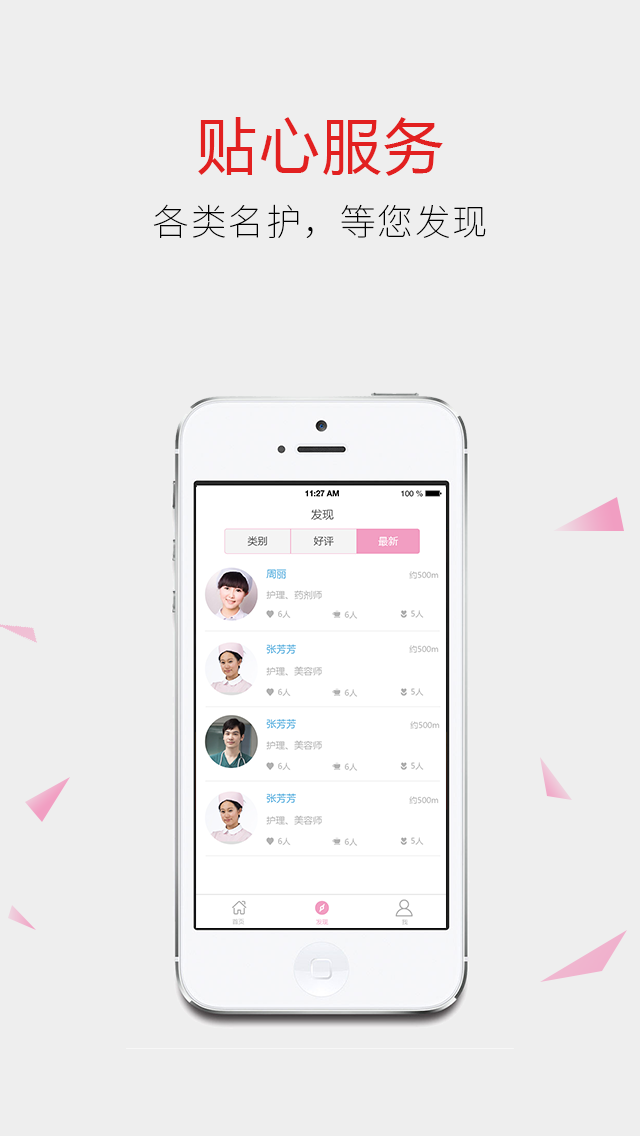 贴心服务
各类名护，等您发现
11:27 AM 100 %
发现
类别 好评 最新
周丽 约500m
护理、药剂师
6人 6人 5人
张芳芳 约500m
护理、美容师
6人 6人 5人
张芳芳 约500m
护理、美容师
6人 6人 5人
张芳芳 约500m
护理、美容师
6人 6人 5人
首页 发现 我